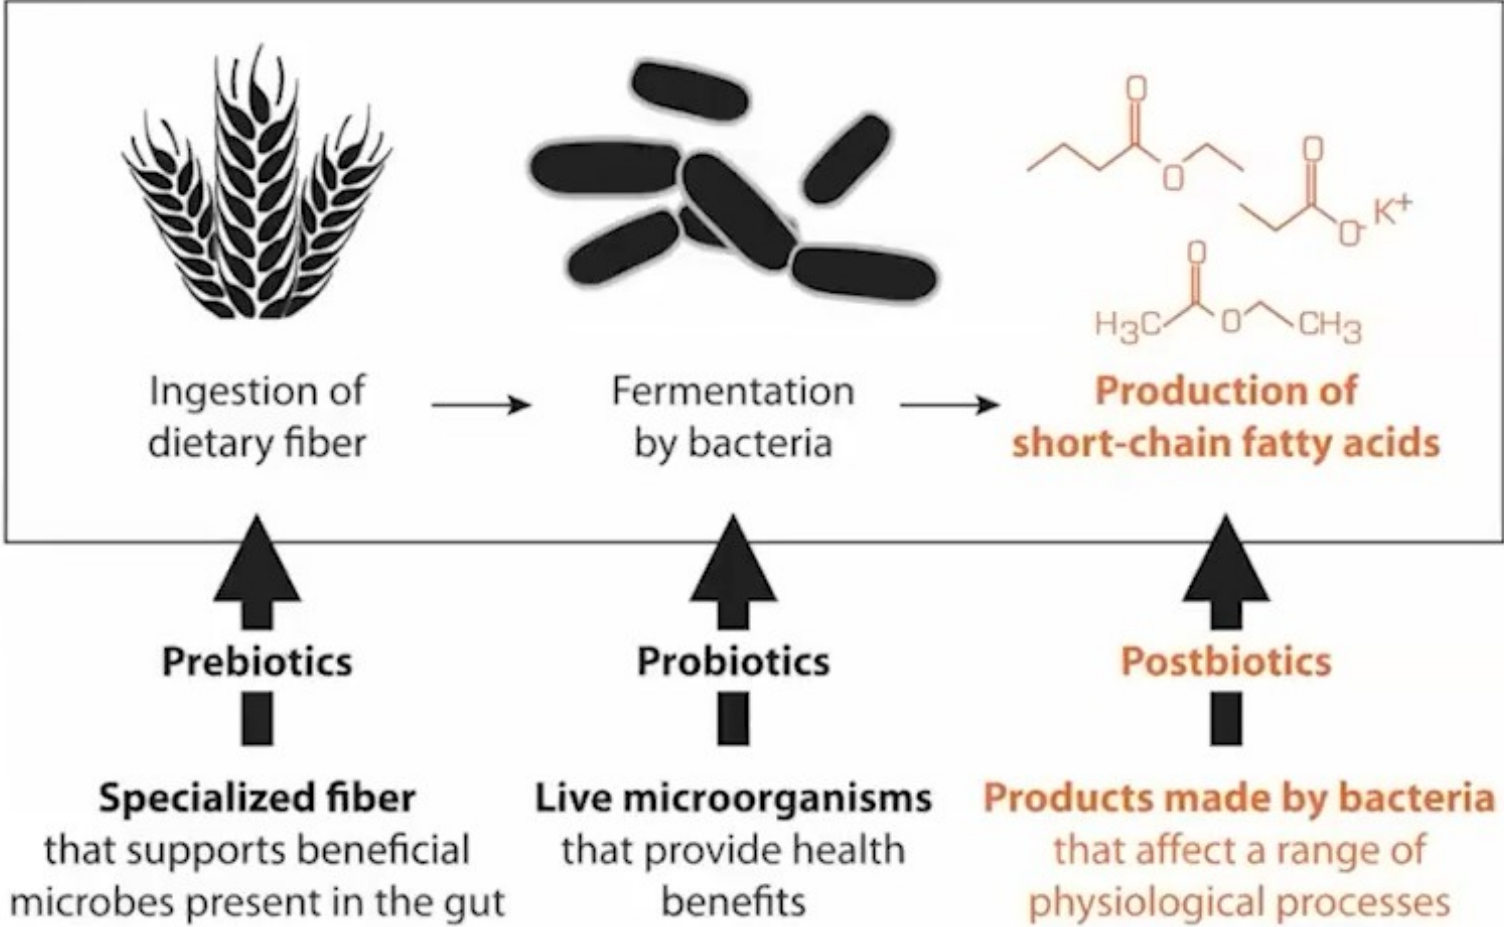 O
O
O
O
K+
O
H3C
O
CH3
Ingestion of
dietary fiber
Fermentation
by bacteria
Production of
short-chain fatty acids
Prebiotics
Probiotics
Postbiotics
Specialized fiber
that supports beneficial
microbes present in the gut
Live microorganisms
that provide health
benefits
Products made by bacteria
that affect a range of
physiological processes